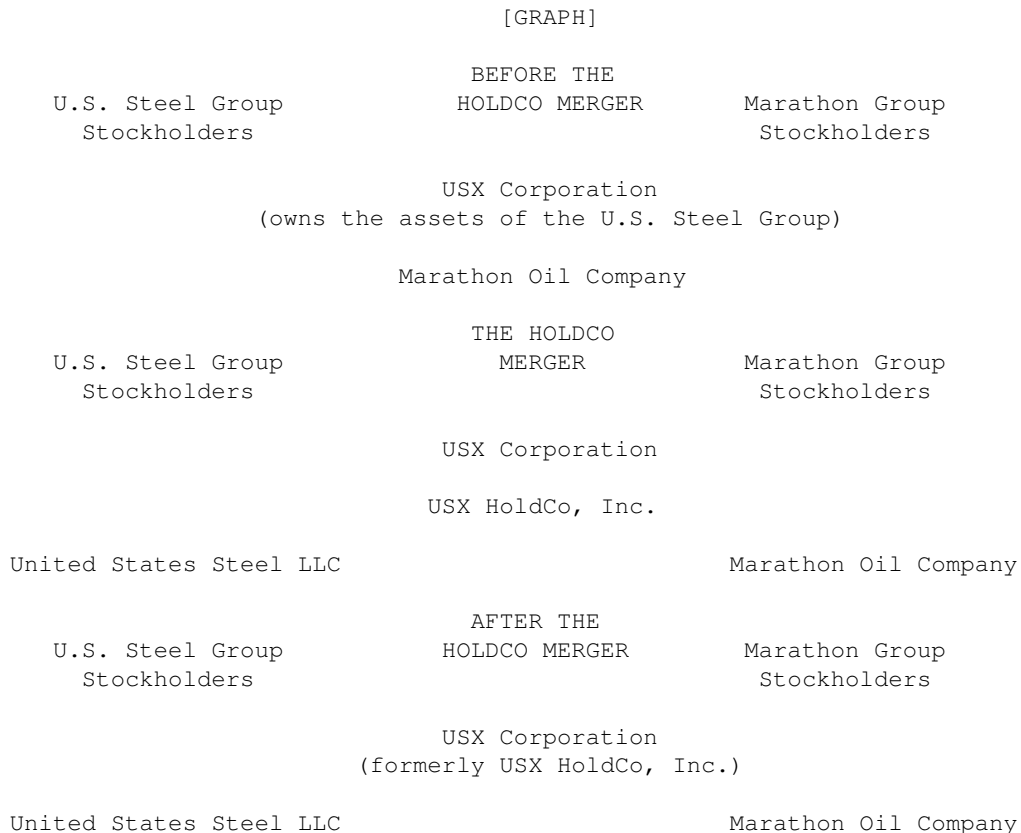 [GRAPH]
BEFORE THE
U.S. Steel Group HOLDCO MERGER Marathon Group
Stockholders Stockholders
USX Corporation
(owns the assets of the U.S. Steel Group)
Marathon Oil Company
THE HOLDCO
U.S. Steel Group MERGER Marathon Group
Stockholders Stockholders
USX Corporation
USX HoldCo, Inc.
United States Steel LLC Marathon Oil Company
AFTER THE
U.S. Steel Group HOLDCO MERGER Marathon Group
Stockholders Stockholders
USX Corporation
(formerly USX HoldCo, Inc.)
United States Steel LLC Marathon Oil Company